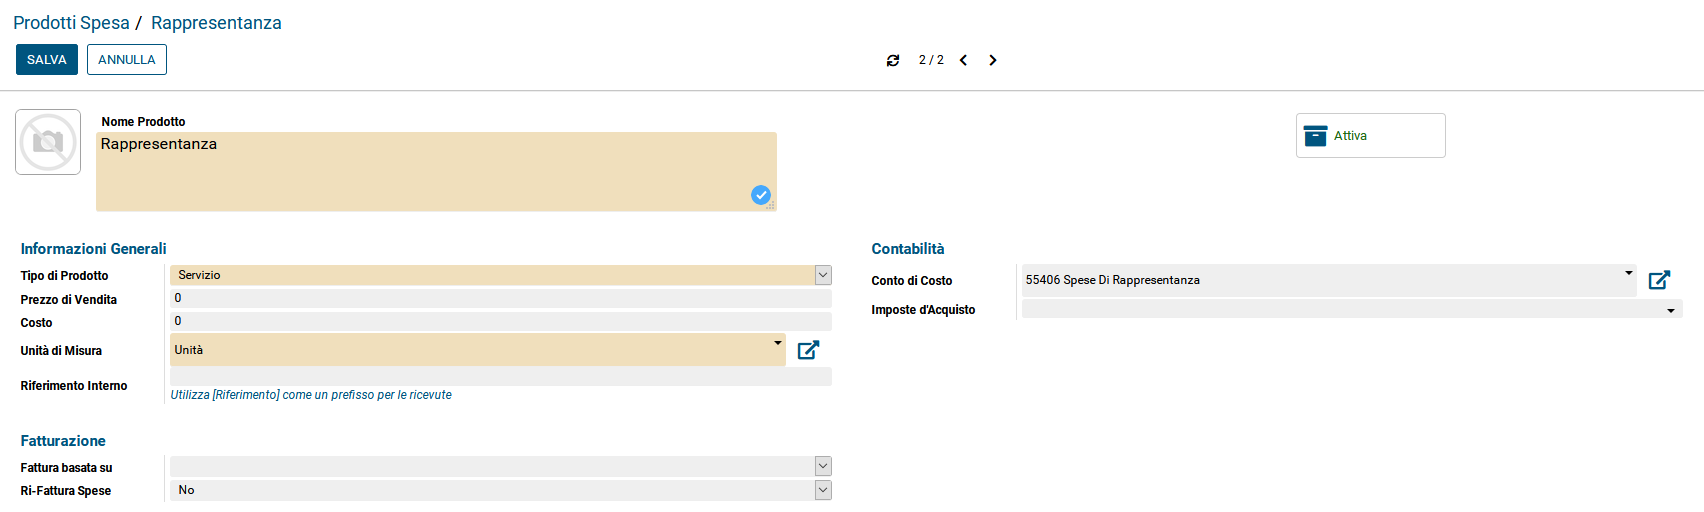 Prodotti Spesa / Rappresentanza
SALVA ANNULLA 2 / 2
Nome Prodotto
Rappresentanza
Attiva
Informazioni Generali
Tipo di Prodotto Servizio
Prezzo di Vendita 0
Costo 0
Unità di Misura Unità
Riferimento Interno
Utilizza [Riferimento] come un prefisso per le ricevute
Contabilità
Conto di Costo 55406 Spese Di Rappresentanza
Imposte d'Acquisto
Fatturazione
Fattura basata su
Ri-Fattura Spese No